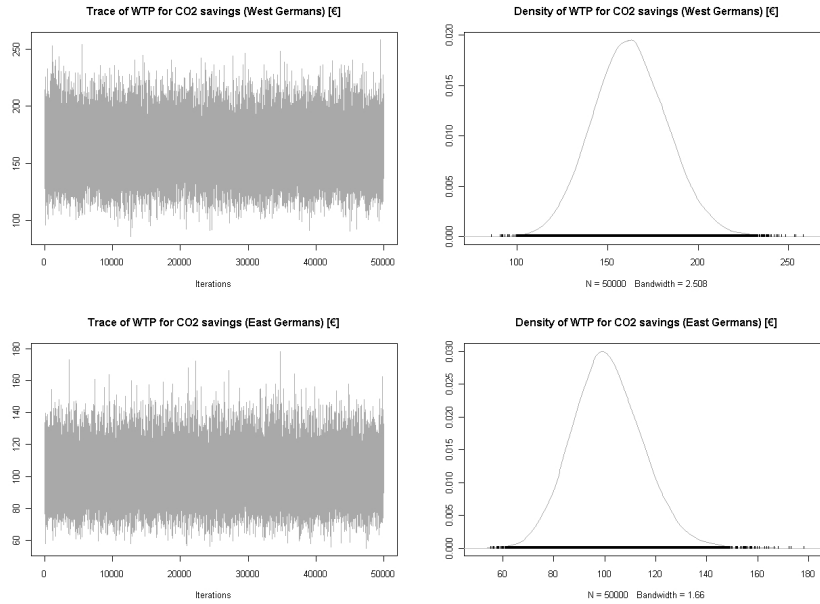 Trace of WTP for CO2 savings (West Germans) [€]
250
200
150
100
0 10000 20000 30000 40000 50000
Iterations
Density of WTP for CO2 savings (West Germans) [€]
0.020
0.015
0.010
0.005
0.000
100 150 200 250
N = 50000 Bandwidth = 2.508
Trace of WTP for CO2 savings (East Germans) [€]
180
160
140
120
100
80
60
0 10000 20000 30000 40000 50000
Iterations
Density of WTP for CO2 savings (East Germans) [€]
0.030
0.025
0.020
0.015
0.010
0.005
0.000
60 80 100 120 140 160 180
N = 50000 Bandwidth = 1.66